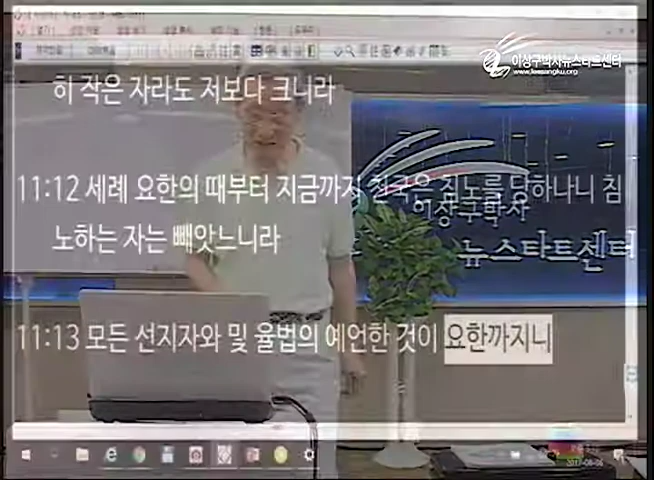 이상구박사뉴스타트센터
www.leesangku.org
히 작은 자라도 저보다 크니라
11:12 세례 요한의 때부터 지금까지 천국은 침노를 당하나니 침
노하는 자는 빼앗느니라
이상구박사
뉴스타트센터
11:13 모든 선지자와 및 율법의 예언한 것이 요한까지니